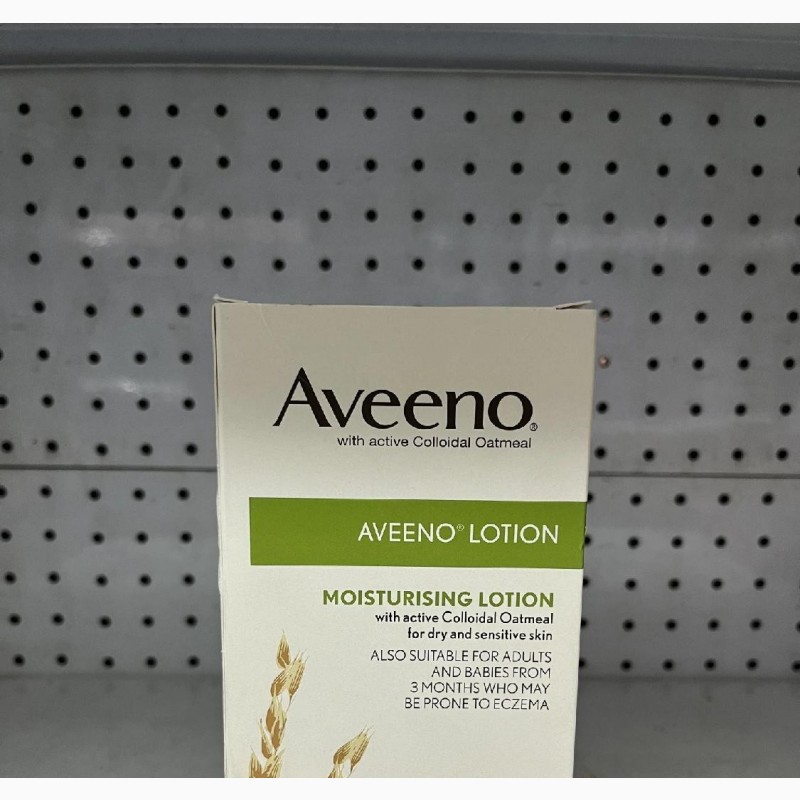 Aveeno®
with active Colloidal Oatmeal
AVEENO® LOTION
MOISTURISING LOTION
with active Colloidal Oatmeal
for dry and sensitive skin
ALSO SUITABLE FOR ADULTS
AND BABIES FROM
3 MONTHS WHO MAY
BE PRONE TO ECZEMA